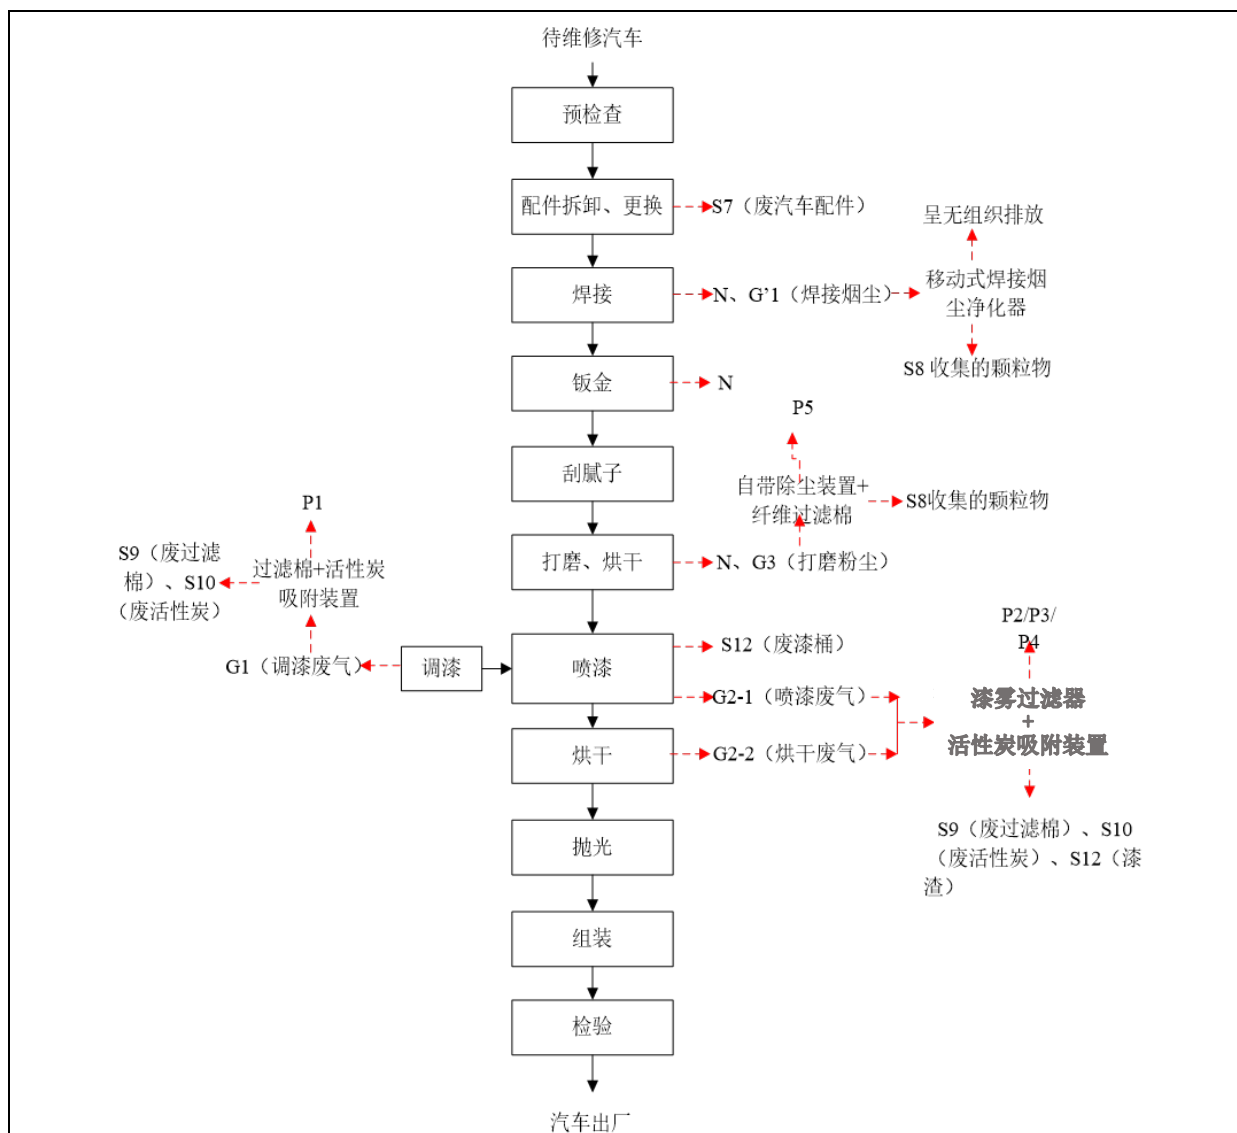 待维修汽车
预检查
配件拆卸、更换
S7（废汽车配件）
呈无组织排放
焊接
N、G’1（焊接烟尘）
移动式焊接烟
尘净化器
S8 收集的颗粒物
钣金
N
P5
刮腻子
自带除尘装置+
纤维过滤棉
S8收集的颗粒物
P1
S9（废过滤
棉）、S10
（废活性炭）
过滤棉+活性炭
吸附装置
打磨、烘干
N、G3（打磨粉尘）
P2/P3/
P4
G1（调漆废气）
调漆
喷漆
S12（废漆桶）
G2-1（喷漆废气）
漆雾过滤器
+
活性炭吸附装置
烘干
G2-2（烘干废气）
S9（废过滤棉）、S10
（废活性炭）、S12（漆
渣）
抛光
组装
检验
汽车出厂